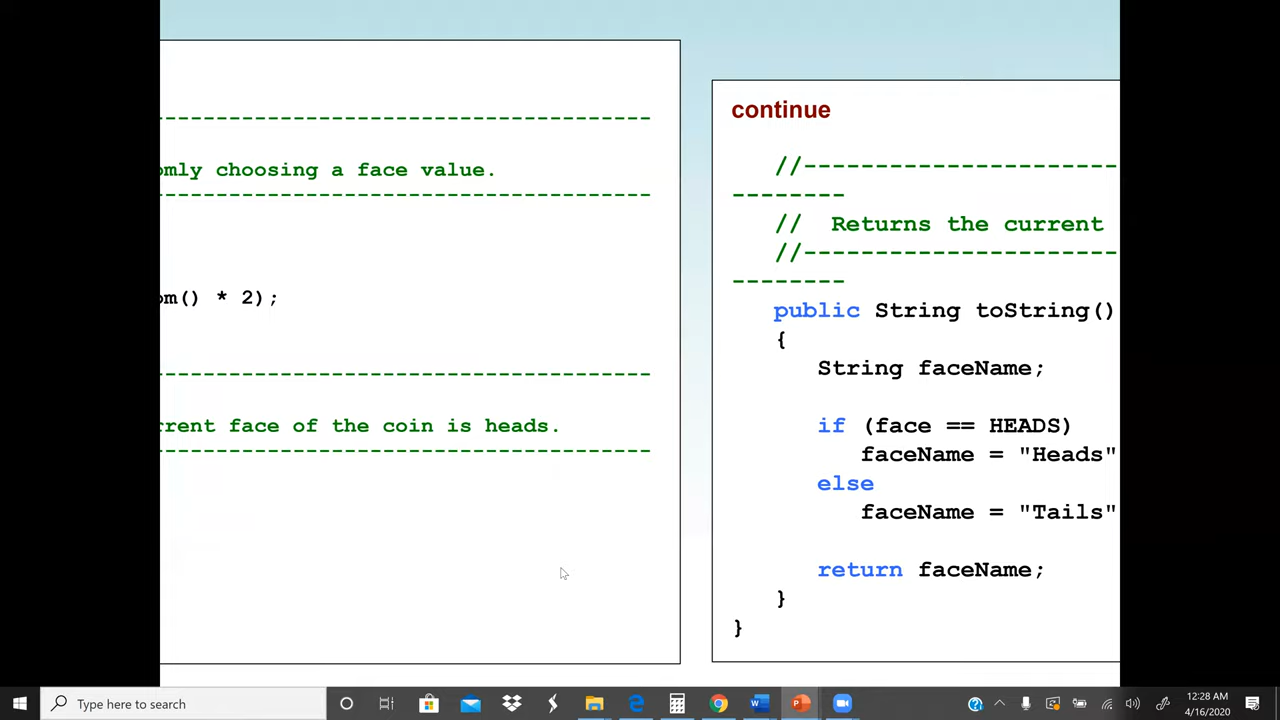 --------------------------------------
omly choosing a face value.
--------------------------------------
om() * 2);
--------------------------------------
rrent face of the coin is heads.
--------------------------------------
continue
//----------------------
--------
// Returns the current
//----------------------
--------
public String toString()
{
String faceName;
if (face == HEADS)
faceName = "Heads"
else
faceName = "Tails"
return faceName;
}
}
Type here to search
12:28 AM
4/16/2020